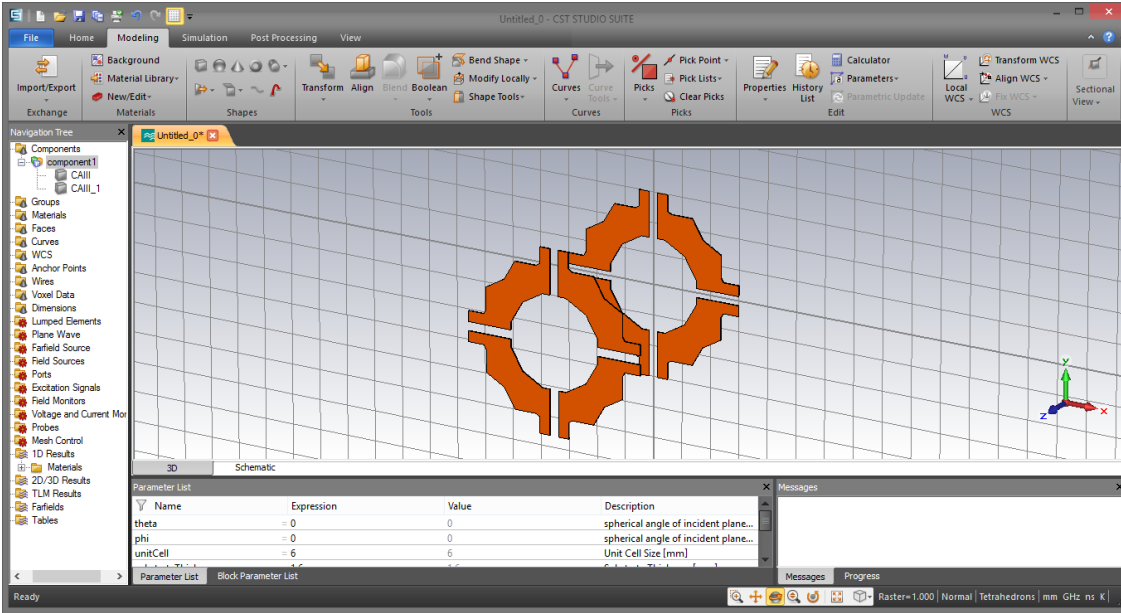 Untitled_0 - CST STUDIO SUITE
File Home Modeling Simulation Post Processing View
Import/Export
Exchange
Background
Material Library
New/Edit
Materials
Shapes
Transform Align Blend Boolean
Bend Shape
Modify Locally
Shape Tools
Tools
Curves Curve Tools
Curves
Picks
Pick Point
Pick Lists
Clear Picks
Picks
Properties History List
Calculator
Parameters
Parametric Update
Edit
Local WCS
Transform WCS
Align WCS
Fix WCS
WCS
Sectional View
Navigation Tree
Components
component1
CAIII
CAIII_1
Groups
Materials
Faces
Curves
WCS
Anchor Points
Wires
Voxel Data
Dimensions
Lumped Elements
Plane Wave
Farfield Source
Field Sources
Ports
Excitation Signals
Field Monitors
Voltage and Current Mor
Probes
Mesh Control
1D Results
Materials
2D/3D Results
TLM Results
Farfields
Tables
Untitled_0*
y
x
z
3D Schematic
Parameter List
Name Expression Value Description
theta = 0 0 spherical angle of incident plane...
phi = 0 0 spherical angle of incident plane...
unitCell = 6 6 Unit Cell Size [mm]
Parameter List Block Parameter List
Messages
Messages Progress
Ready
Raster=1.000 Normal Tetrahedrons mm GHz ns K